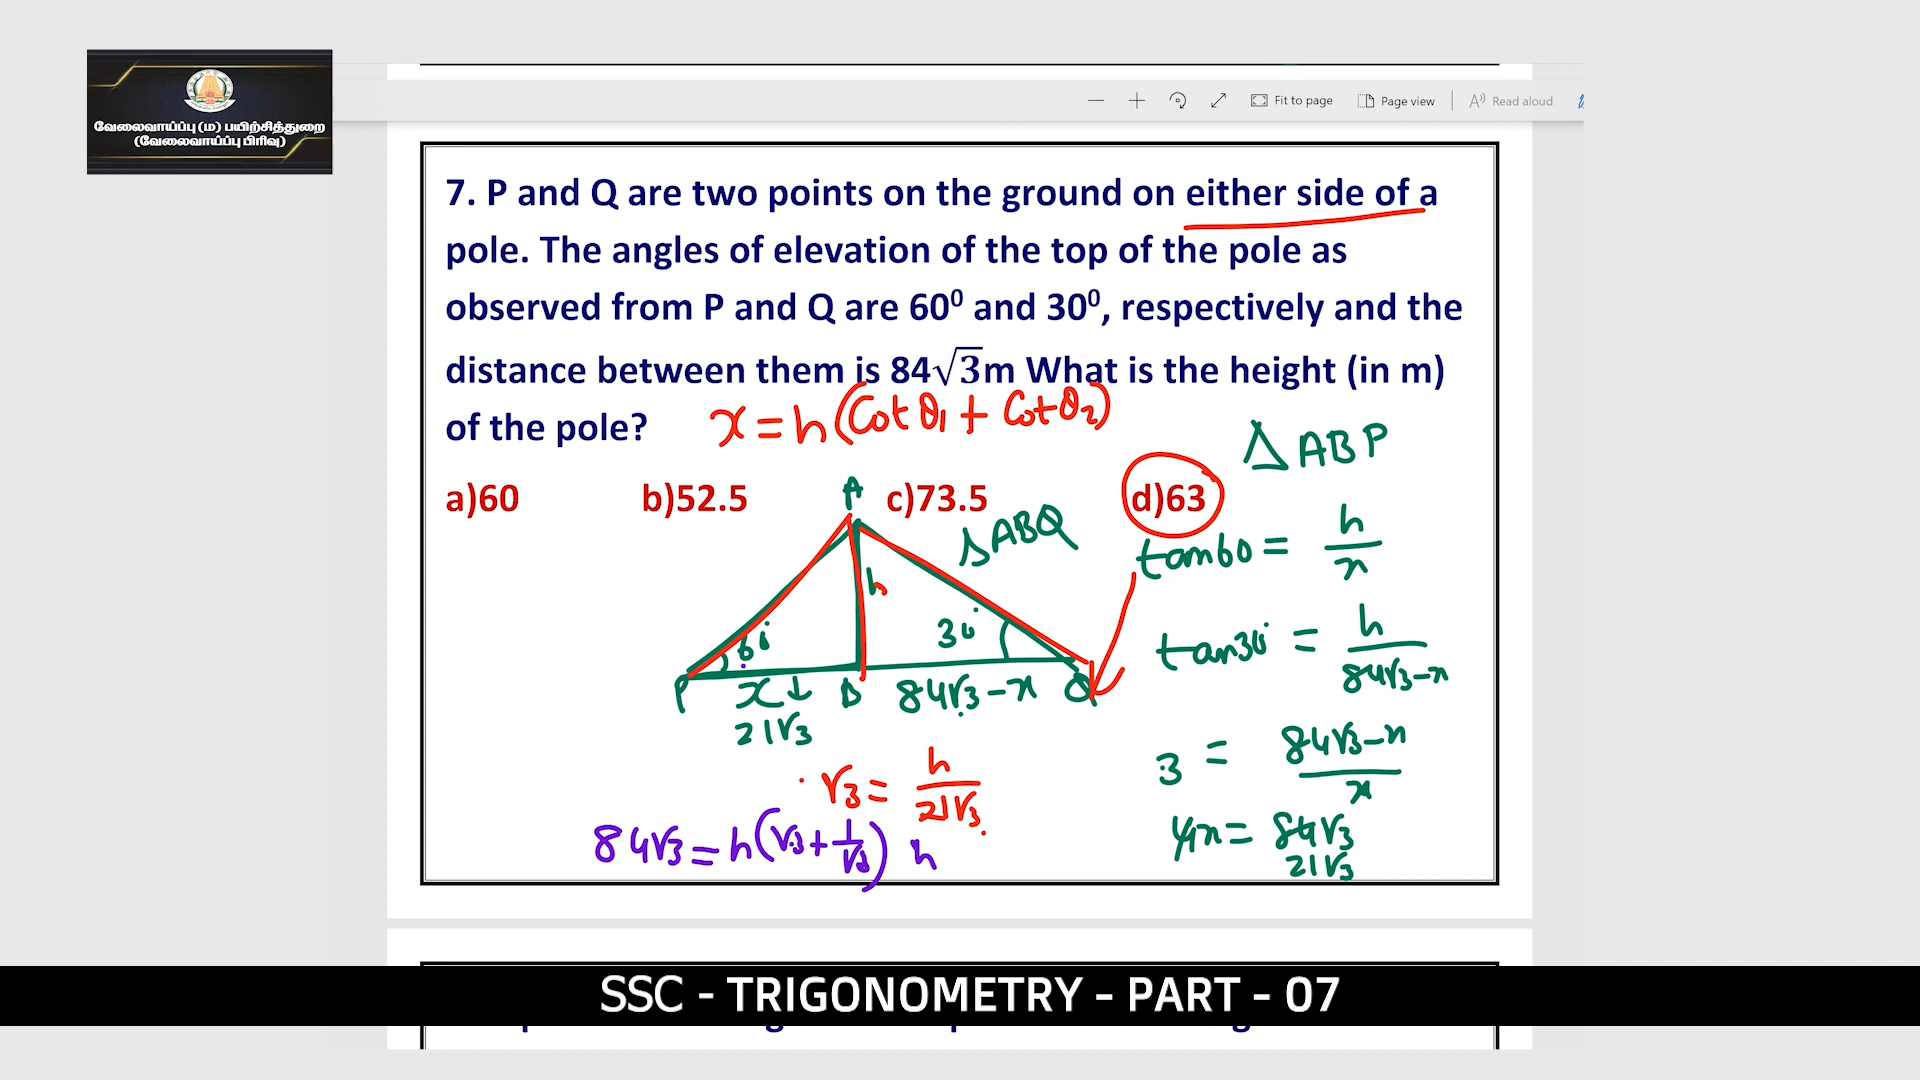 வேலைவாய்ப்பு (ம) பயிற்சித்துறை
(வேலைவாய்ப்பு பிரிவு)
Fit to page
Page view
Read aloud
7. P and Q are two points on the ground on either side of a
pole. The angles of elevation of the top of the pole as
observed from P and Q are 60⁰ and 30⁰, respectively and the
distance between them is 84√3m What is the height (in m)
of the pole?
x = h(Cot θ₁ + Cot θ₂)
a)60 b)52.5 c)73.5 d)63
A
h
60°
30°
P
x ↓
B
84√3 - x
Q
21√3
Δ ABQ
Δ ABP
tan60 = h/x
tan30° = h/84√3-x
3 = 84√3-x/x
4x = 84√3
21√3
√3 = h/21√3
84√3 = h(√3 + 1/√3) h
SSC - TRIGONOMETRY - PART - 07